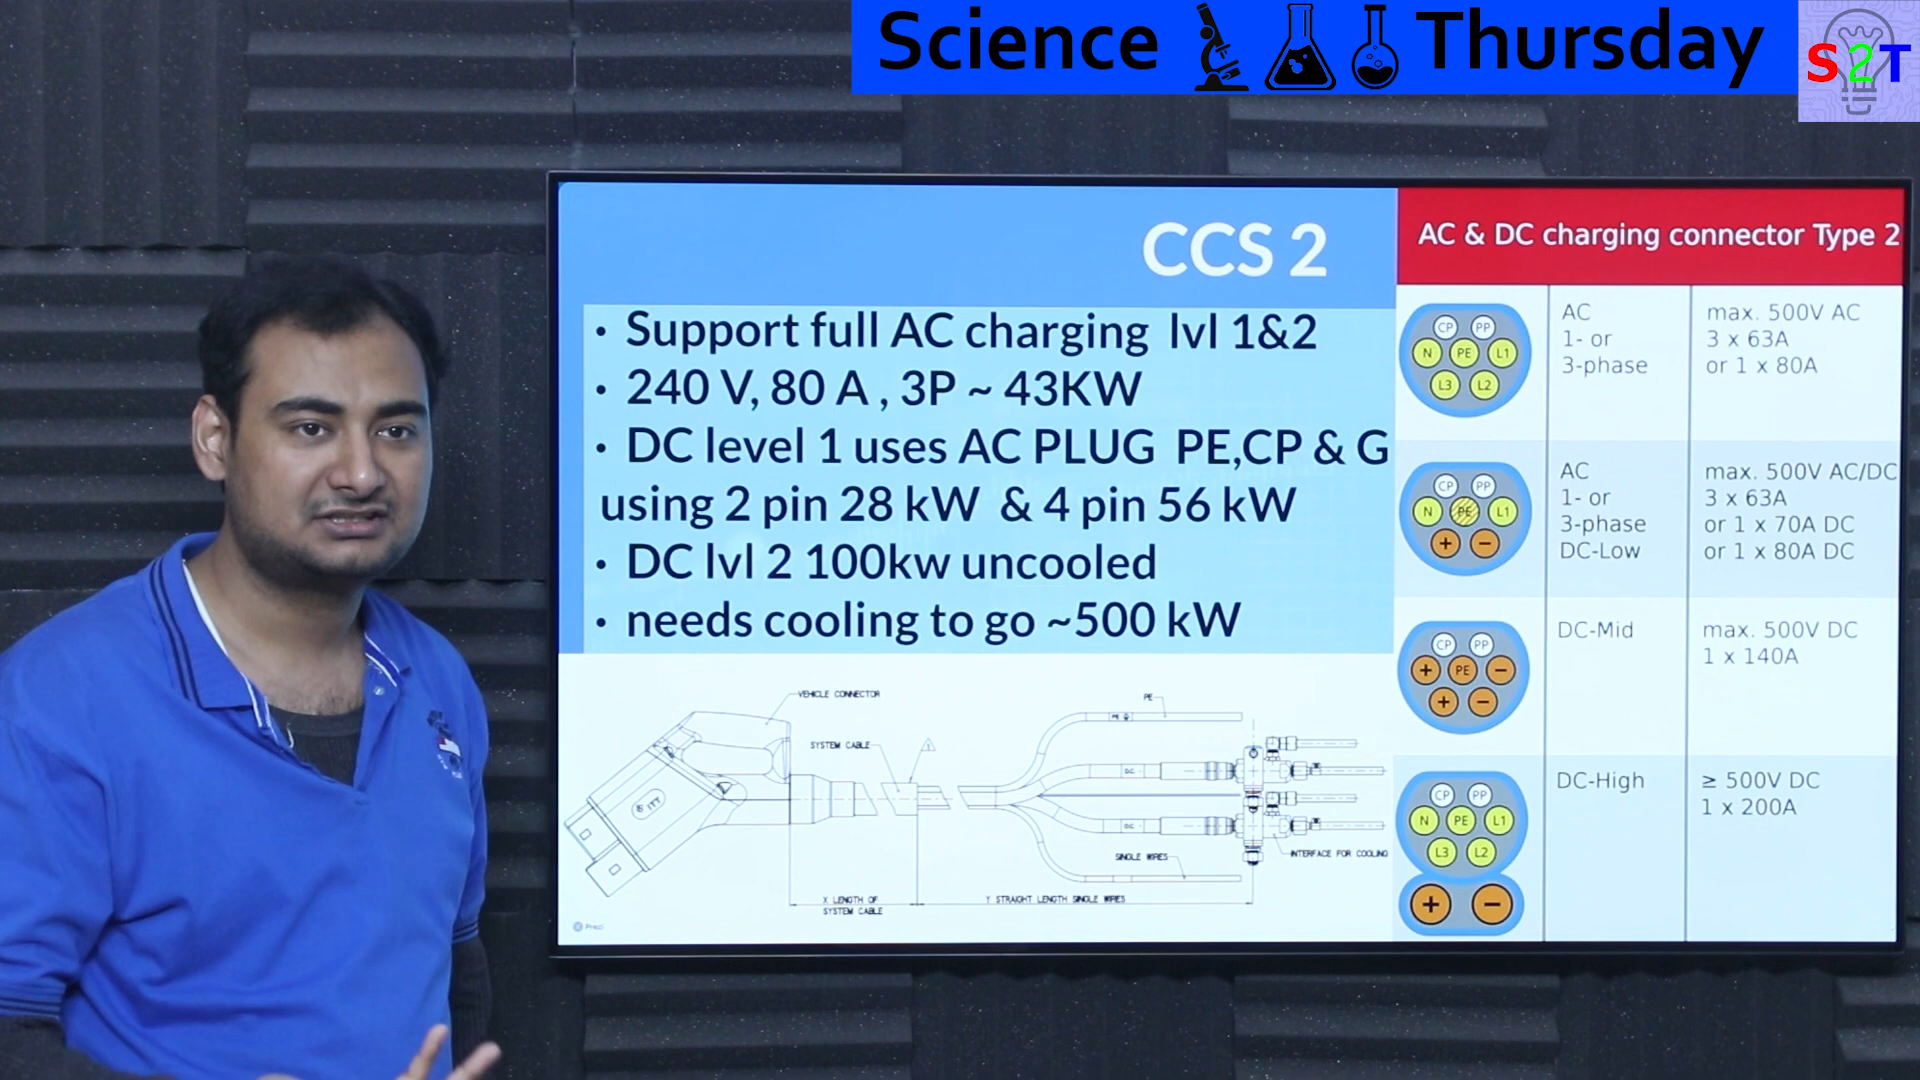 Science Thursday
S2T
CCS 2
• Support full AC charging lvl 1&2
• 240 V, 80 A , 3P ~ 43KW
• DC level 1 uses AC PLUG PE,CP & G
using 2 pin 28 kW & 4 pin 56 kW
• DC lvl 2 100kw uncooled
• needs cooling to go ~500 kW
VEHICLE CONNECTOR
SYSTEM CABLE
PE
PE
DC
DC
ITT
SINGLE WIRES
INTERFACE FOR COOLING
X LENGTH OF
SYSTEM CABLE
Y STRAIGHT LENGTH SINGLE WIRES
Prezi
AC & DC charging connector Type 2
CP PP
N PE L1
L3 L2
AC
1- or
3-phase
max. 500V AC
3 x 63A
or 1 x 80A
CP PP
N PE L1
+ −
AC
1- or
3-phase
DC-Low
max. 500V AC/DC
3 x 63A
or 1 x 70A DC
or 1 x 80A DC
CP PP
+ PE −
+ −
DC-Mid
max. 500V DC
1 x 140A
CP PP
N PE L1
L3 L2
+ −
DC-High
≥ 500V DC
1 x 200A